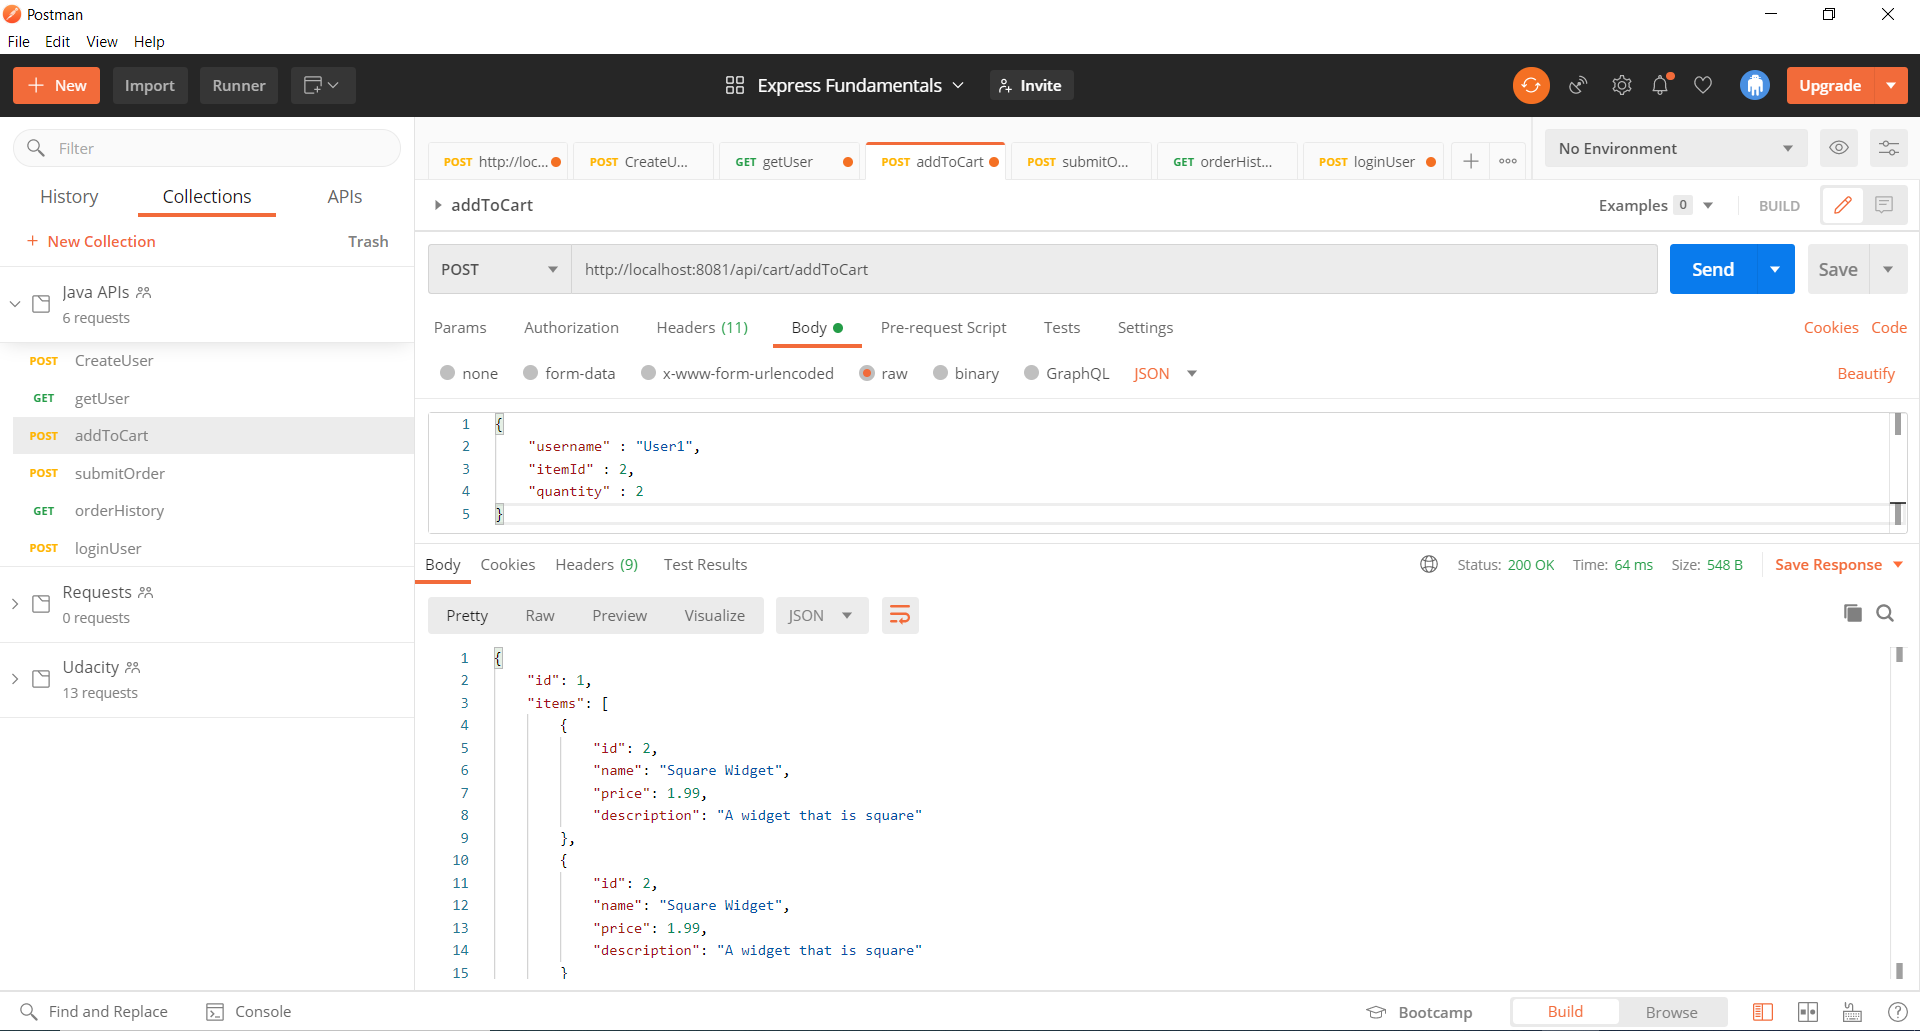 Postman
File Edit View Help
+ New Import Runner Express Fundamentals Invite Upgrade
Filter
History Collections APIs
+ New Collection Trash
Java APIs
6 requests
POST CreateUser
GET getUser
POST addToCart
POST submitOrder
GET orderHistory
POST loginUser
Requests
0 requests
Udacity
13 requests
POST http://loc... POST CreateU... GET getUser POST addToCart POST submitO... GET orderHist... POST loginUser + ooo No Environment
addToCart Examples 0 BUILD
POST http://localhost:8081/api/cart/addToCart Send Save
Params Authorization Headers (11) Body Pre-request Script Tests Settings Cookies Code
none form-data x-www-form-urlencoded raw binary GraphQL JSON Beautify
1 {
2 "username" : "User1",
3 "itemId" : 2,
4 "quantity" : 2
5 }
Body Cookies Headers (9) Test Results Status: 200 OK Time: 64 ms Size: 548 B Save Response
Pretty Raw Preview Visualize JSON
1 {
2 "id": 1,
3 "items": [
4 {
5 "id": 2,
6 "name": "Square Widget",
7 "price": 1.99,
8 "description": "A widget that is square"
9 },
10 {
11 "id": 2,
12 "name": "Square Widget",
13 "price": 1.99,
14 "description": "A widget that is square"
15 }
Find and Replace Console Bootcamp Build Browse ?